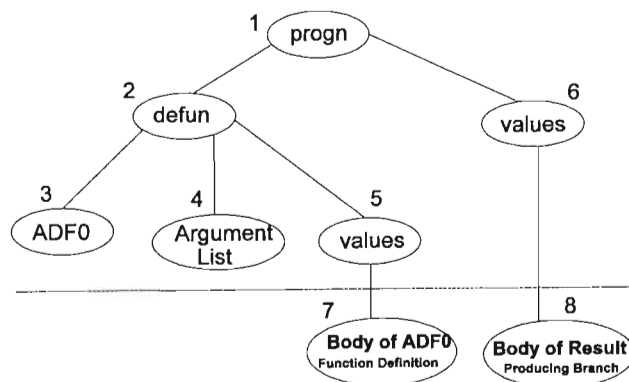 1
progn
2
defun
6
values
3
ADF0
4
Argument
List
5
values
7
Body of ADF0
Function Definition
8
Body of Result
Producing Branch